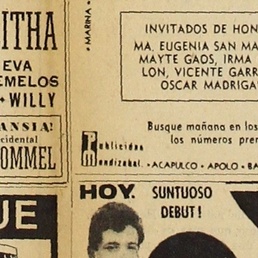 ITHA
EVA
EMELOS
• WILLY
ANSIA!
cidental
OMMEL
UE
MARINA •
INVITADOS DE HON
MA. EUGENIA SAN MA
MAYTE GAOS, IRMA
LON, VICENTE GARR
OSCAR MADRIGA
Busque mañana en los
los números pre
Publicidad
Mendizabal. • ACAPULCO • APOLO • BA
HOY. SUNTUOSO
DEBUT!